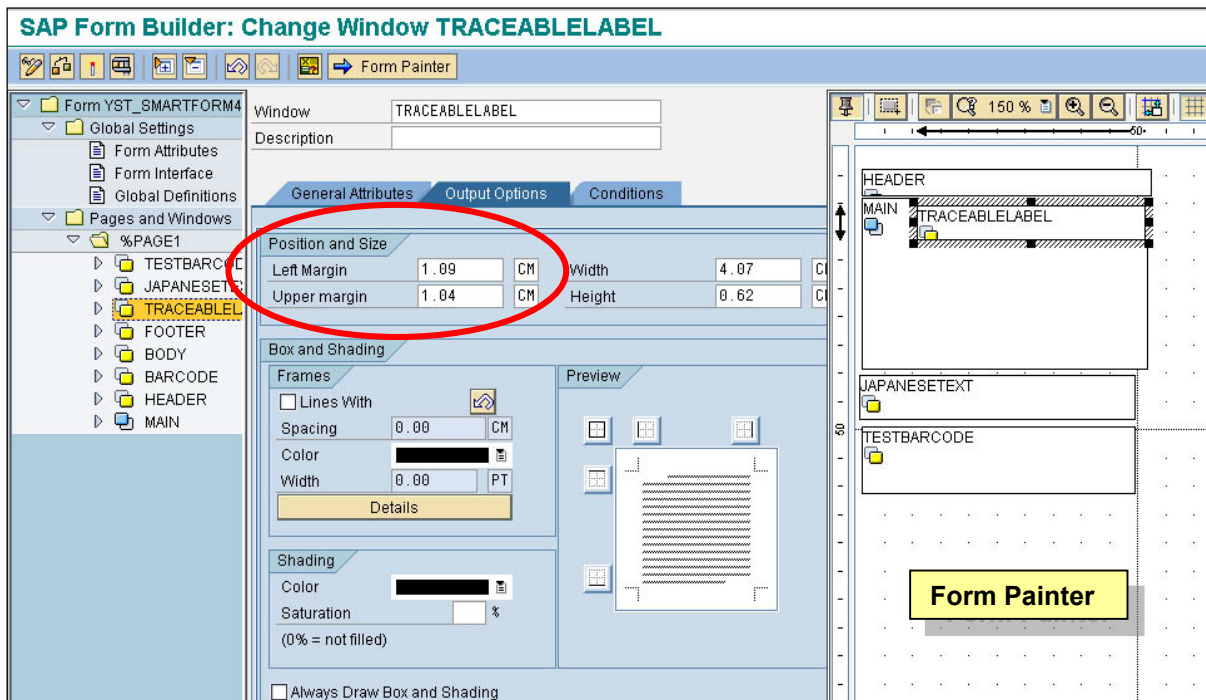 SAP Form Builder: Change Window TRACEABLELABEL
Form Painter
Form YST_SMARTFORM4
Global Settings
Form Attributes
Form Interface
Global Definitions
Pages and Windows
%PAGE1
TESTBARCODE
JAPANESETE
TRACEABLEL
FOOTER
BODY
BARCODE
HEADER
MAIN
Window TRACEABLELABEL
Description
General Attributes Output Options Conditions
Position and Size
Left Margin 1.09 CM Width 4.07 C
Upper margin 1.04 CM Height 0.62 C
Box and Shading
Frames
Lines With
Spacing 0.00 CM
Color
Width 0.00 PT
Details
Preview
Shading
Color
Saturation %
(0% = not filled)
Always Draw Box and Shading
150 %
50
HEADER
MAIN TRACEABLELABEL
JAPANESETEXT
50
TESTBARCODE
Form Painter